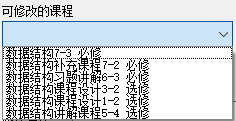 可修改的课程
数据结构7-3 必修
数据结构补充课程7-2 必修
数据结构习题讲解6-3 必修
数据结构课程设计3-2 选修
数据结构课程设计1-2 选修
数据结构讲解课程5-4 选修